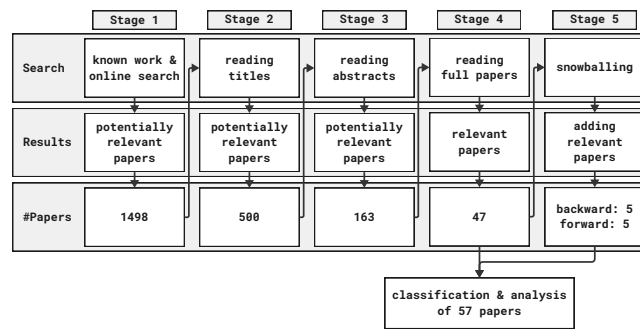 Stage 1 Stage 2 Stage 3 Stage 4 Stage 5
Search
known work &
online search
reading
titles
reading
abstracts
reading
full papers
snowballing
Results
potentially
relevant
papers
potentially
relevant
papers
potentially
relevant
papers
relevant
papers
adding
relevant
papers
#Papers
1498
500
163
47
backward: 5
forward: 5
classification & analysis
of 57 papers